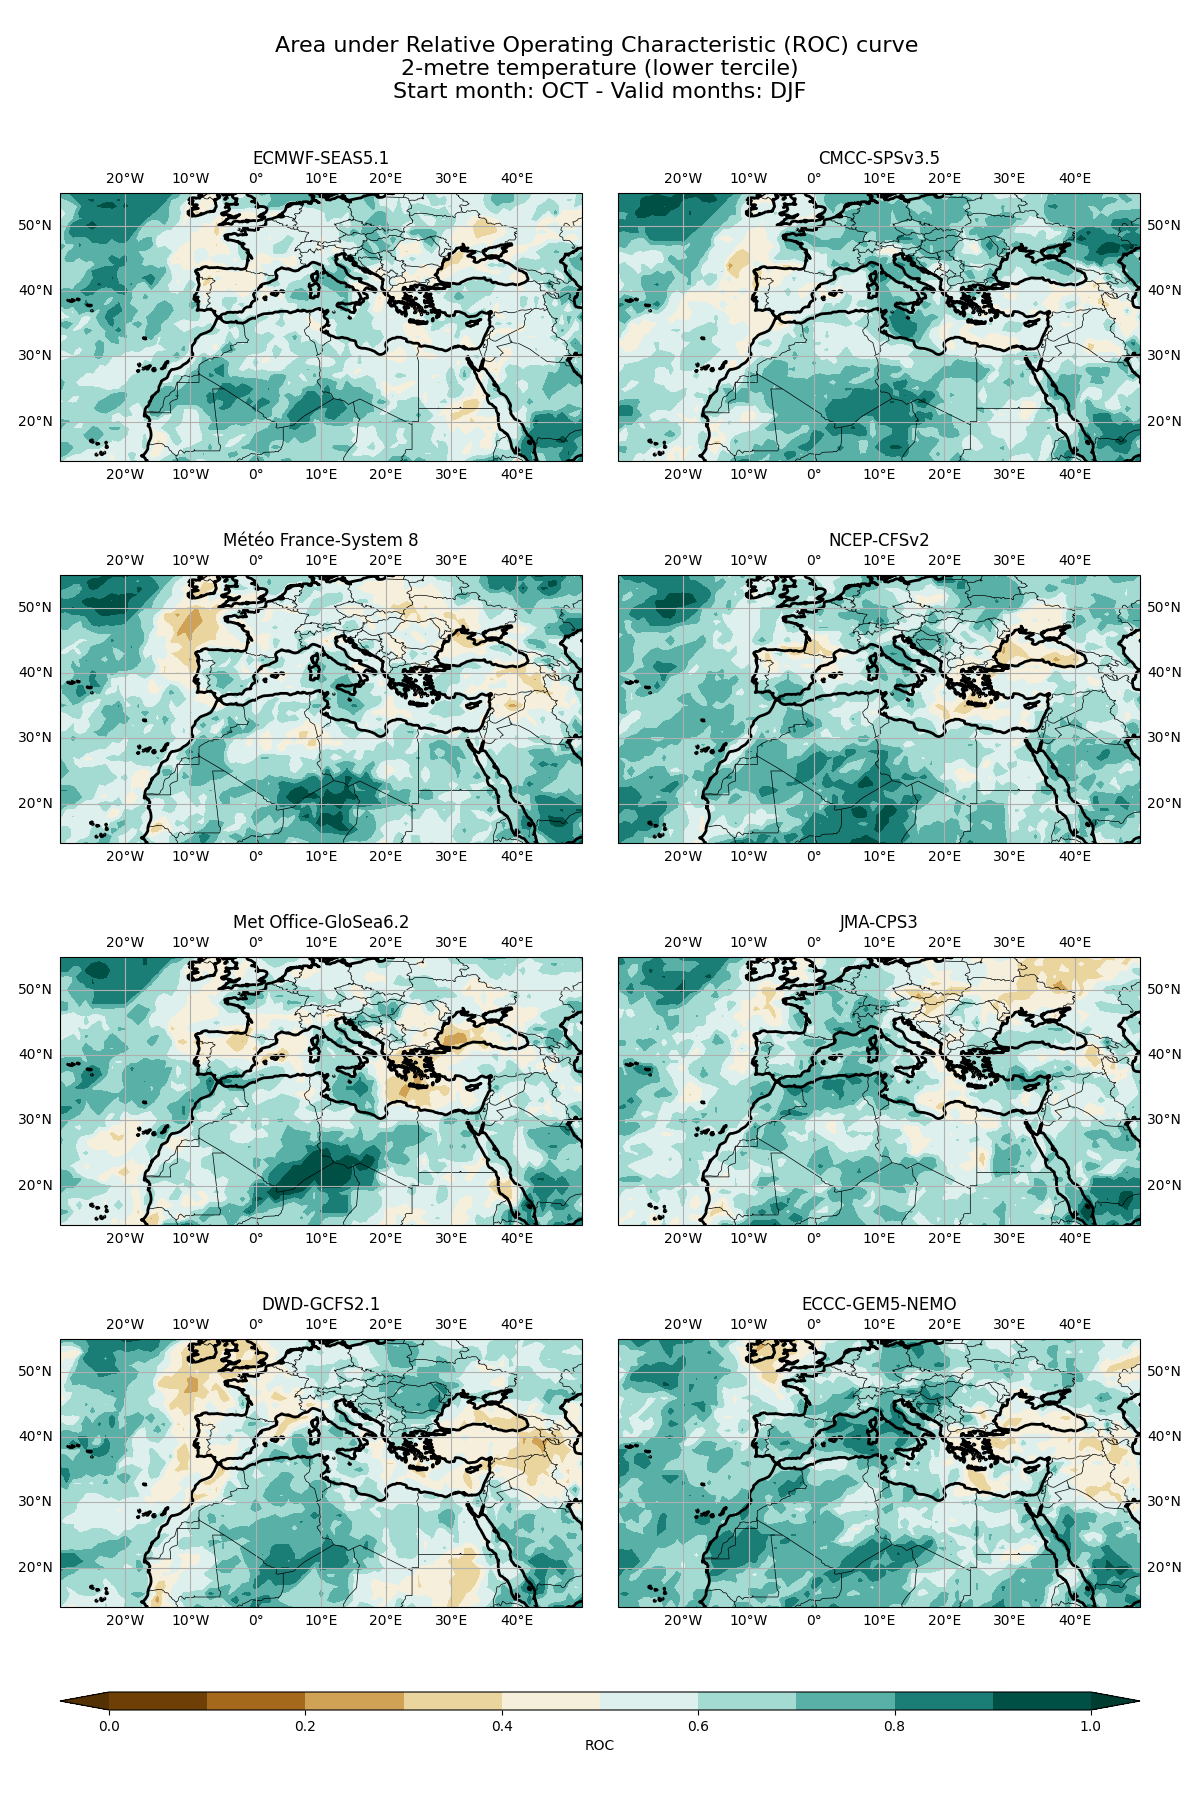 Area under Relative Operating Characteristic (ROC) curve
2-metre temperature (lower tercile)
Start month: OCT - Valid months: DJF
ECMWF-SEAS5.1
20°W 10°W 0° 10°E 20°E 30°E 40°E
50°N
40°N
30°N
20°N
20°W 10°W 0° 10°E 20°E 30°E 40°E
CMCC-SPSv3.5
20°W 10°W 0° 10°E 20°E 30°E 40°E
50°N
40°N
30°N
20°N
20°W 10°W 0° 10°E 20°E 30°E 40°E
Météo France-System 8
20°W 10°W 0° 10°E 20°E 30°E 40°E
50°N
40°N
30°N
20°N
20°W 10°W 0° 10°E 20°E 30°E 40°E
NCEP-CFSv2
20°W 10°W 0° 10°E 20°E 30°E 40°E
50°N
40°N
30°N
20°N
20°W 10°W 0° 10°E 20°E 30°E 40°E
Met Office-GloSea6.2
20°W 10°W 0° 10°E 20°E 30°E 40°E
50°N
40°N
30°N
20°N
20°W 10°W 0° 10°E 20°E 30°E 40°E
JMA-CPS3
20°W 10°W 0° 10°E 20°E 30°E 40°E
50°N
40°N
30°N
20°N
20°W 10°W 0° 10°E 20°E 30°E 40°E
DWD-GCFS2.1
20°W 10°W 0° 10°E 20°E 30°E 40°E
50°N
40°N
30°N
20°N
20°W 10°W 0° 10°E 20°E 30°E 40°E
ECCC-GEM5-NEMO
20°W 10°W 0° 10°E 20°E 30°E 40°E
50°N
40°N
30°N
20°N
20°W 10°W 0° 10°E 20°E 30°E 40°E
0.0 0.2 0.4 0.6 0.8 1.0
ROC